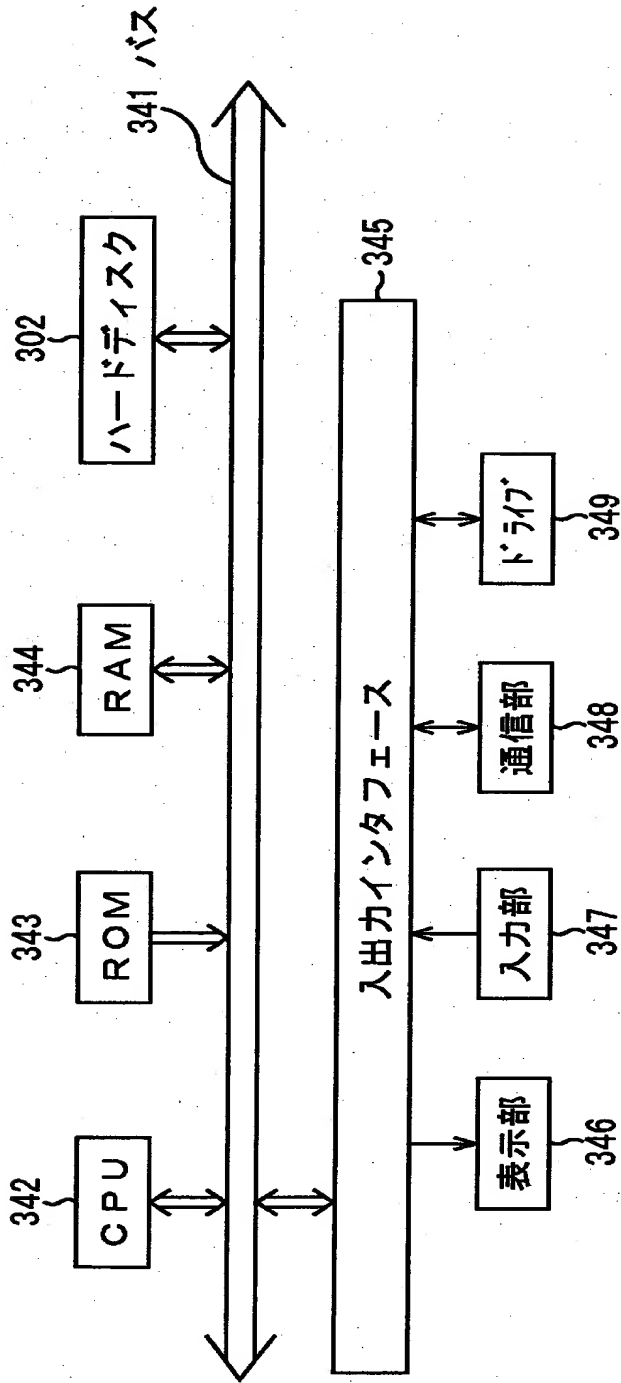 342
CPU
343
ROM
344
RAM
302
ハードディスク
341 バス
345
入出力インタフェース
表示部
346
入力部
347
通信部
348
ドライブ
349